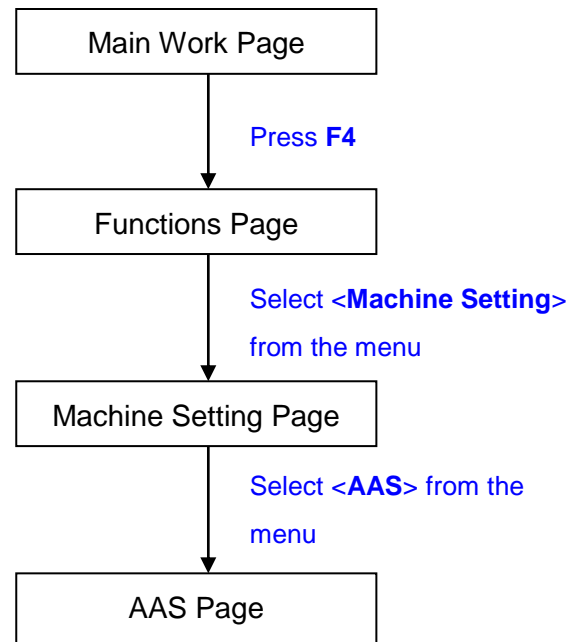 Main Work Page
Press F4
Functions Page
Select <Machine Setting>
from the menu
Machine Setting Page
Select <AAS> from the
menu
AAS Page